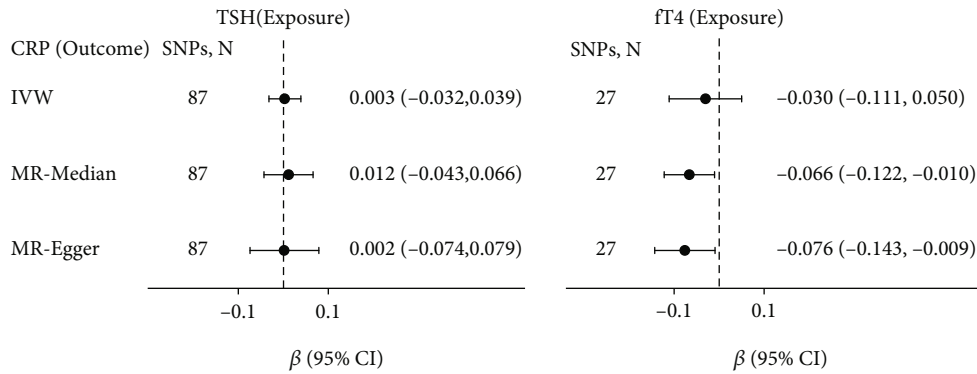 TSH(Exposure) fT4 (Exposure)
CRP (Outcome) SNPs, N SNPs, N
IVW 87 0.003 (–0.032,0.039) 27 –0.030 (–0.111, 0.050)
MR-Median 87 0.012 (–0.043,0.066) 27 –0.066 (–0.122, –0.010)
MR-Egger 87 0.002 (–0.074,0.079) 27 –0.076 (–0.143, –0.009)
–0.1 0.1 –0.1 0.1
β (95% CI) β (95% CI)